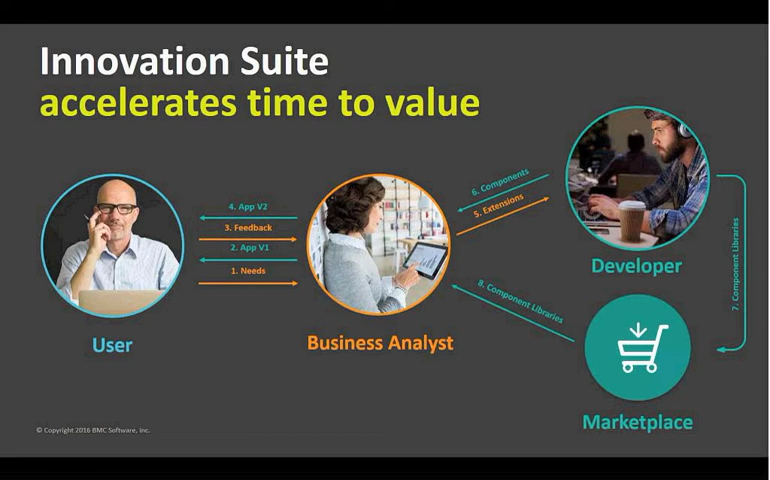 Innovation Suite
accelerates time to value
4. App V2
3. Feedback
2. App V1
1. Needs
6. Components
5. Extensions
7. Component Libraries
8. Component Libraries
User
Business Analyst
Developer
Marketplace
© Copyright 2016 BMC Software, Inc.